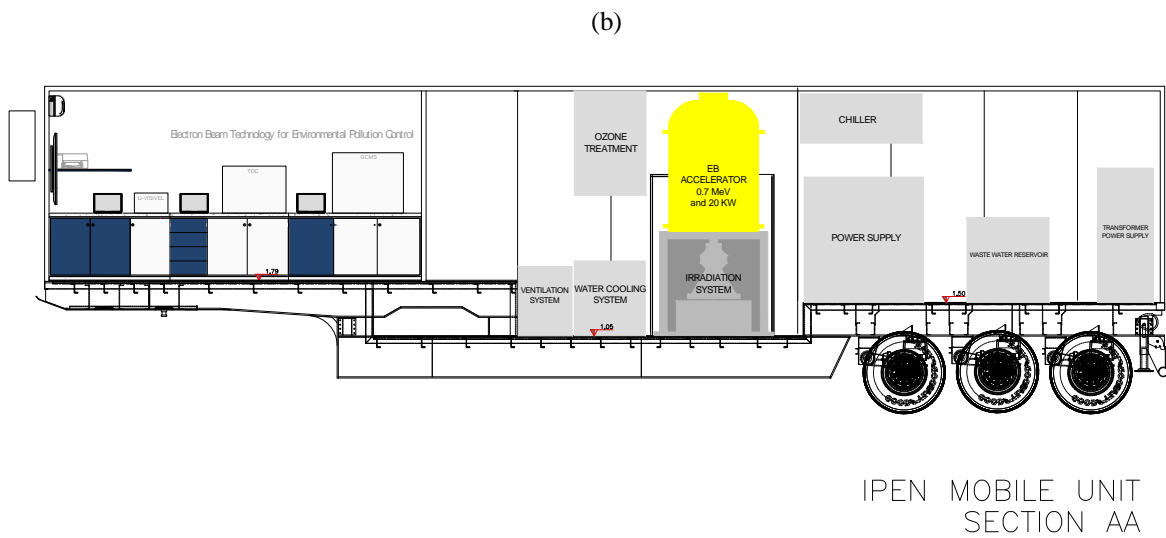 (b)
Electron Beam Technology for Environmental Pollution Control
OZONE
TREATMENT
CHILLER
EB
ACCELERATOR
0.7 MeV
and 20 KW
GCMS
TOC
U-VISIVEL
POWER SUPPLY
TRANSFORMER
POWER SUPPLY
WASTE WATER RESERVOIR
IRRADIATION
SYSTEM
VENTILATION
SYSTEM
WATER COOLING
SYSTEM
1,79
1,50
1,05
IPEN MOBILE UNIT
SECTION AA